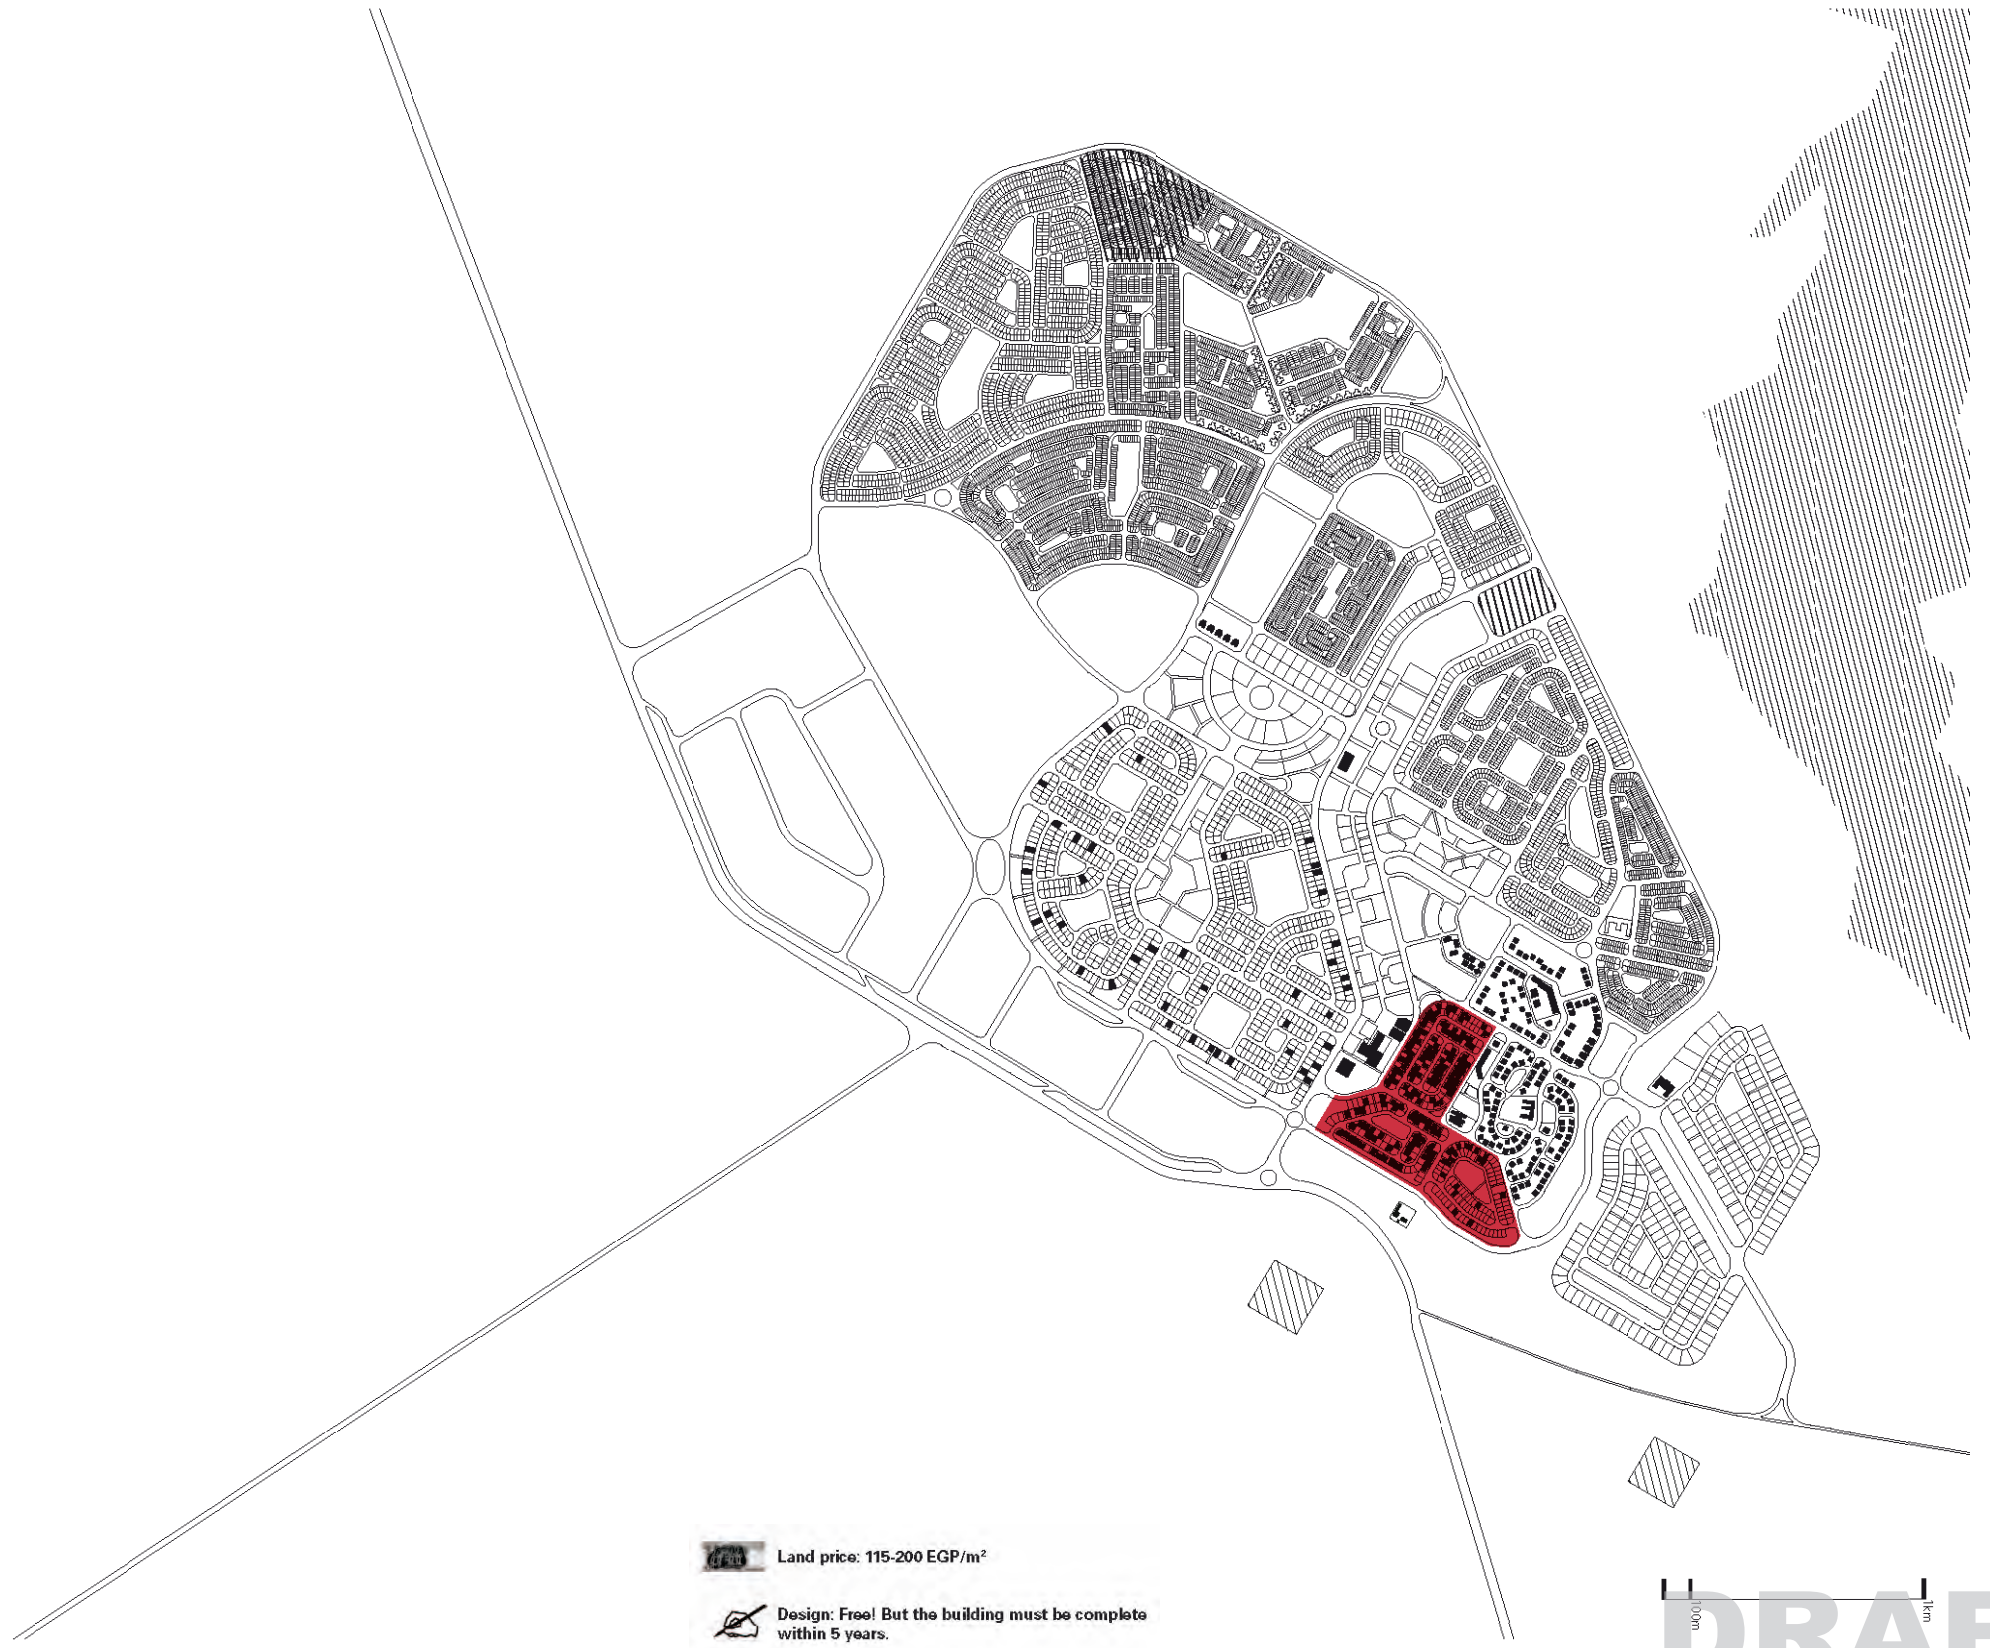 Land price: 115-200 EGP/m²
Design: Free! But the building must be complete
within 5 years.
100m
1km
DRAF